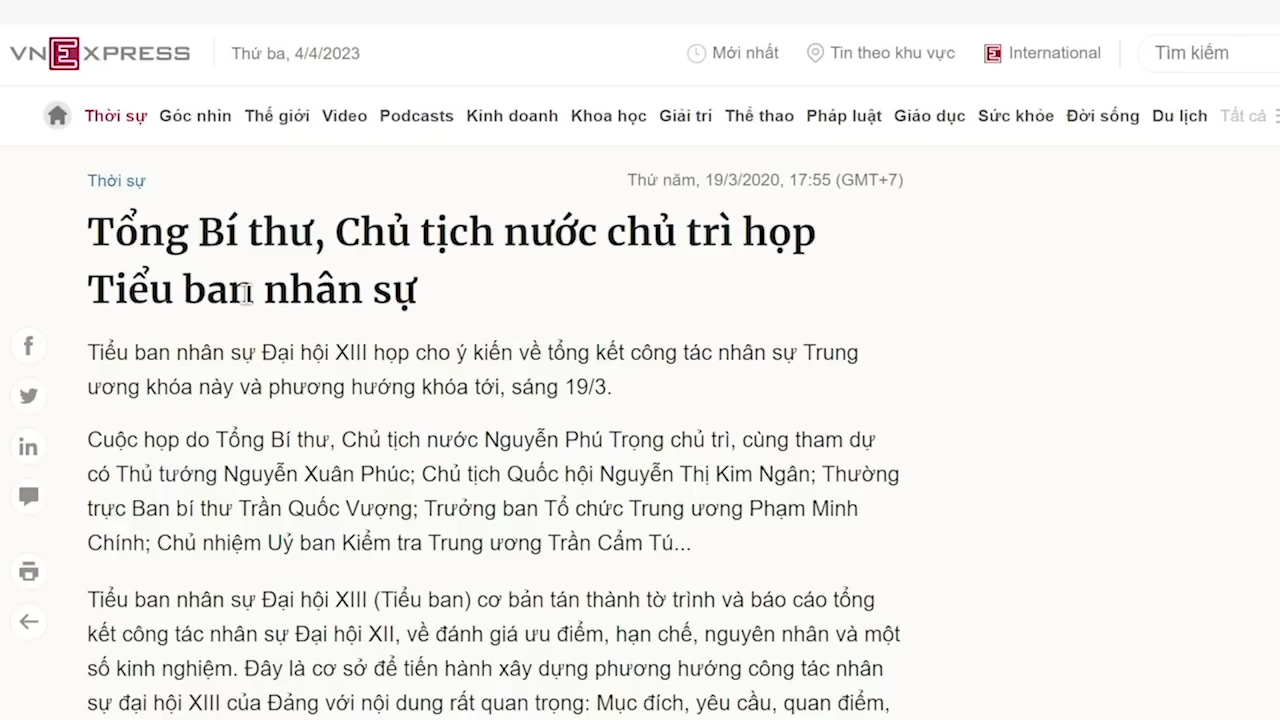 VNEXPRESS Thứ ba, 4/4/2023 Mới nhất Tin theo khu vực E International Tìm kiếm
Thời sự Góc nhìn Thế giới Video Podcasts Kinh doanh Khoa học Giải trí Thể thao Pháp luật Giáo dục Sức khỏe Đời sống Du lịch Tất cả
Thời sự Thứ năm, 19/3/2020, 17:55 (GMT+7)
Tổng Bí thư, Chủ tịch nước chủ trì họp
Tiểu ban nhân sự
Tiểu ban nhân sự Đại hội XIII họp cho ý kiến về tổng kết công tác nhân sự Trung
ương khóa này và phương hướng khóa tới, sáng 19/3.
Cuộc họp do Tổng Bí thư, Chủ tịch nước Nguyễn Phú Trọng chủ trì, cùng tham dự
có Thủ tướng Nguyễn Xuân Phúc; Chủ tịch Quốc hội Nguyễn Thị Kim Ngân; Thường
trực Ban bí thư Trần Quốc Vượng; Trưởng ban Tổ chức Trung ương Phạm Minh
Chính; Chủ nhiệm Uỷ ban Kiểm tra Trung ương Trần Cẩm Tú...
Tiểu ban nhân sự Đại hội XIII (Tiểu ban) cơ bản tán thành tờ trình và báo cáo tổng
kết công tác nhân sự Đại hội XII, về đánh giá ưu điểm, hạn chế, nguyên nhân và một
số kinh nghiệm. Đây là cơ sở để tiến hành xây dựng phương hướng công tác nhân
sự đại hội XIII của Đảng với nội dung rất quan trọng: Mục đích, yêu cầu, quan điểm,